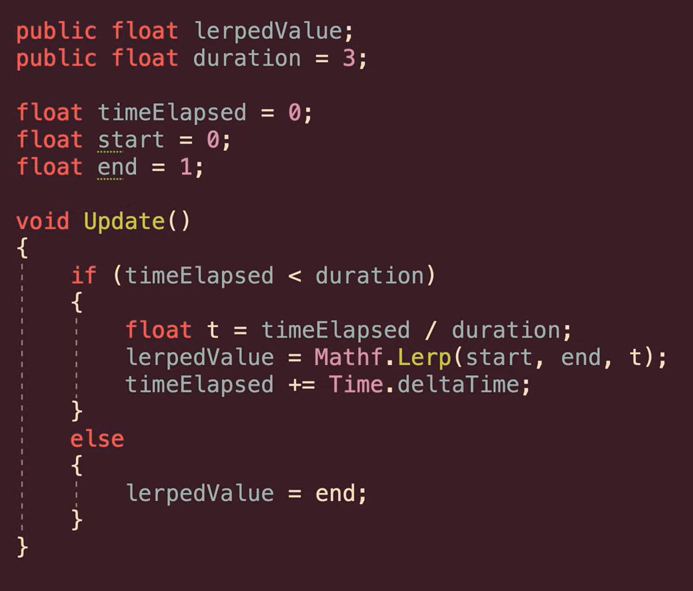 public float lerpedValue;
public float duration = 3;
float timeElapsed = 0;
float start = 0;
float end = 1;
void Update()
{
if (timeElapsed < duration)
{
float t = timeElapsed / duration;
lerpedValue = Mathf.Lerp(start, end, t);
timeElapsed += Time.deltaTime;
}
else
{
lerpedValue = end;
}
}